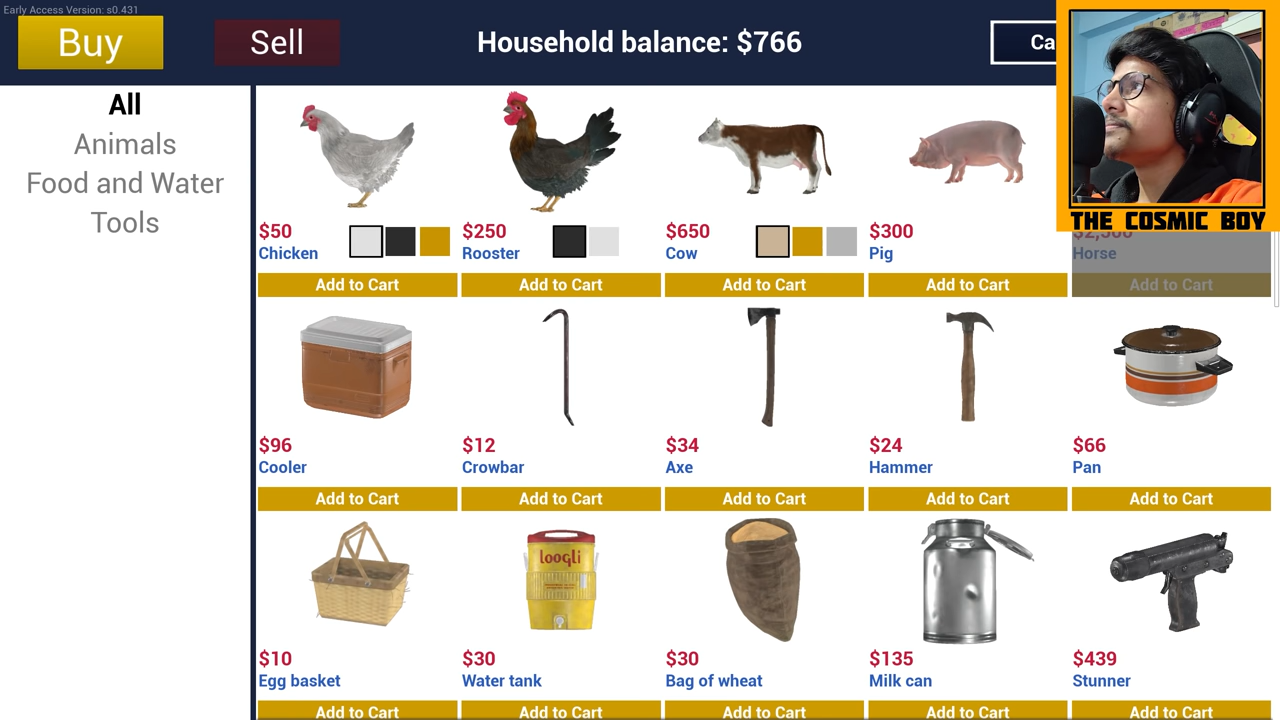 Early Access Version: s0.431
Buy
Sell
Household balance: $766
Ca
THE COSMIC BOY
All
Animals
Food and Water
Tools
$50
Chicken
Add to Cart
$250
Rooster
Add to Cart
$650
Cow
Add to Cart
$300
Pig
Add to Cart
Horse
Add to Cart
$96
Cooler
Add to Cart
$12
Crowbar
Add to Cart
$34
Axe
Add to Cart
$24
Hammer
Add to Cart
$66
Pan
Add to Cart
loogli
$10
Egg basket
Add to Cart
$30
Water tank
Add to Cart
$30
Bag of wheat
Add to Cart
$135
Milk can
Add to Cart
$439
Stunner
Add to Cart